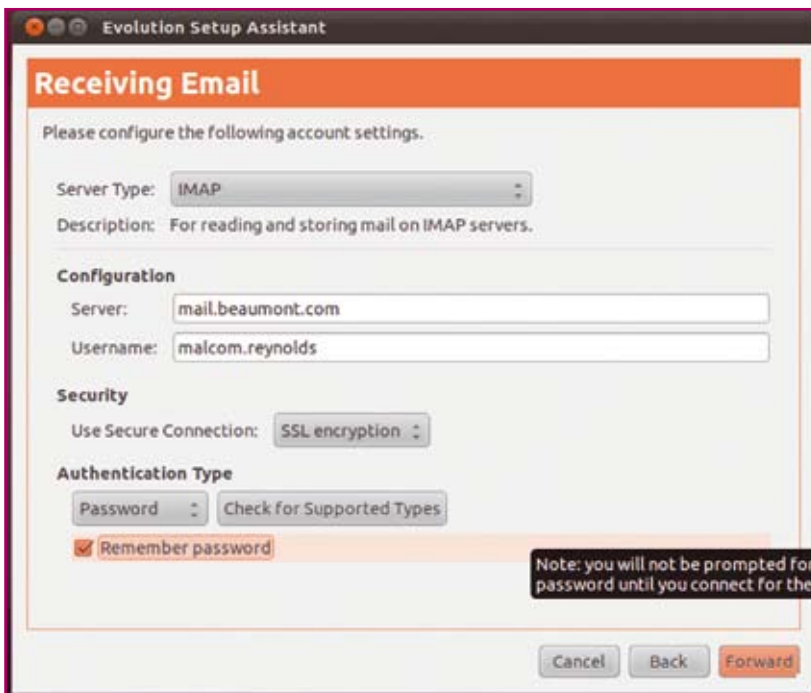 Evolution Setup Assistant
Receiving Email
Please configure the following account settings.
Server Type: IMAP
Description: For reading and storing mail on IMAP servers.
Configuration
Server: mail.beaumont.com
Username: malcom.reynolds
Security
Use Secure Connection: SSL encryption
Authentication Type
Password Check for Supported Types
Remember password
Note: you will not be prompted for
password until you connect for the
Cancel Back Forward